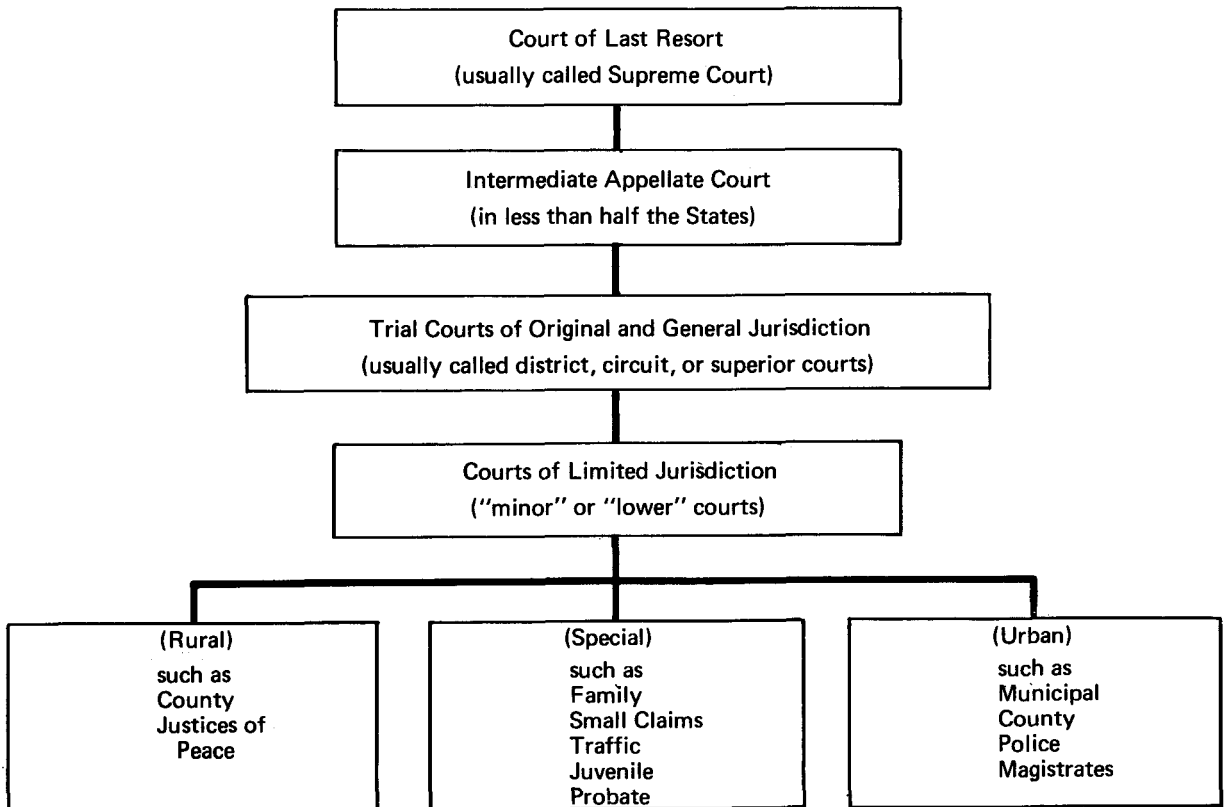 Court of Last Resort
(usually called Supreme Court)
Intermediate Appellate Court
(in less than half the States)
Trial Courts of Original and General Jurisdiction
(usually called district, circuit, or superior courts)
Courts of Limited Jurisdiction
("minor" or "lower" courts)
(Rural)
such as
County
Justices of
Peace
(Special)
such as
Family
Small Claims
Traffic
Juvenile
Probate
(Urban)
such as
Municipal
County
Police
Magistrates